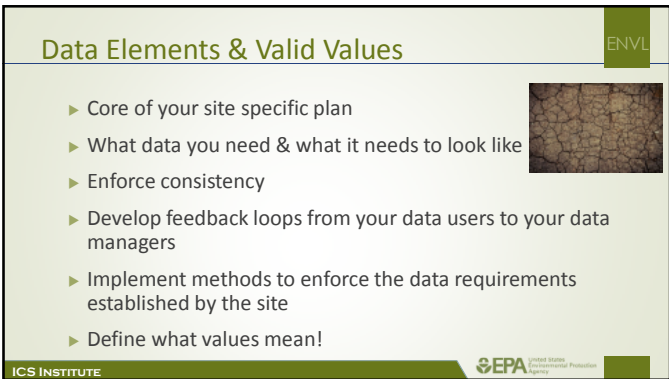 Data Elements & Valid Values
ENVL
▶ Core of your site specific plan
▶ What data you need & what it needs to look like
▶ Enforce consistency
▶ Develop feedback loops from your data users to your data
managers
▶ Implement methods to enforce the data requirements
established by the site
▶ Define what values mean!
ICS INSTITUTE
EPA United States
Environmental Protection
Agency